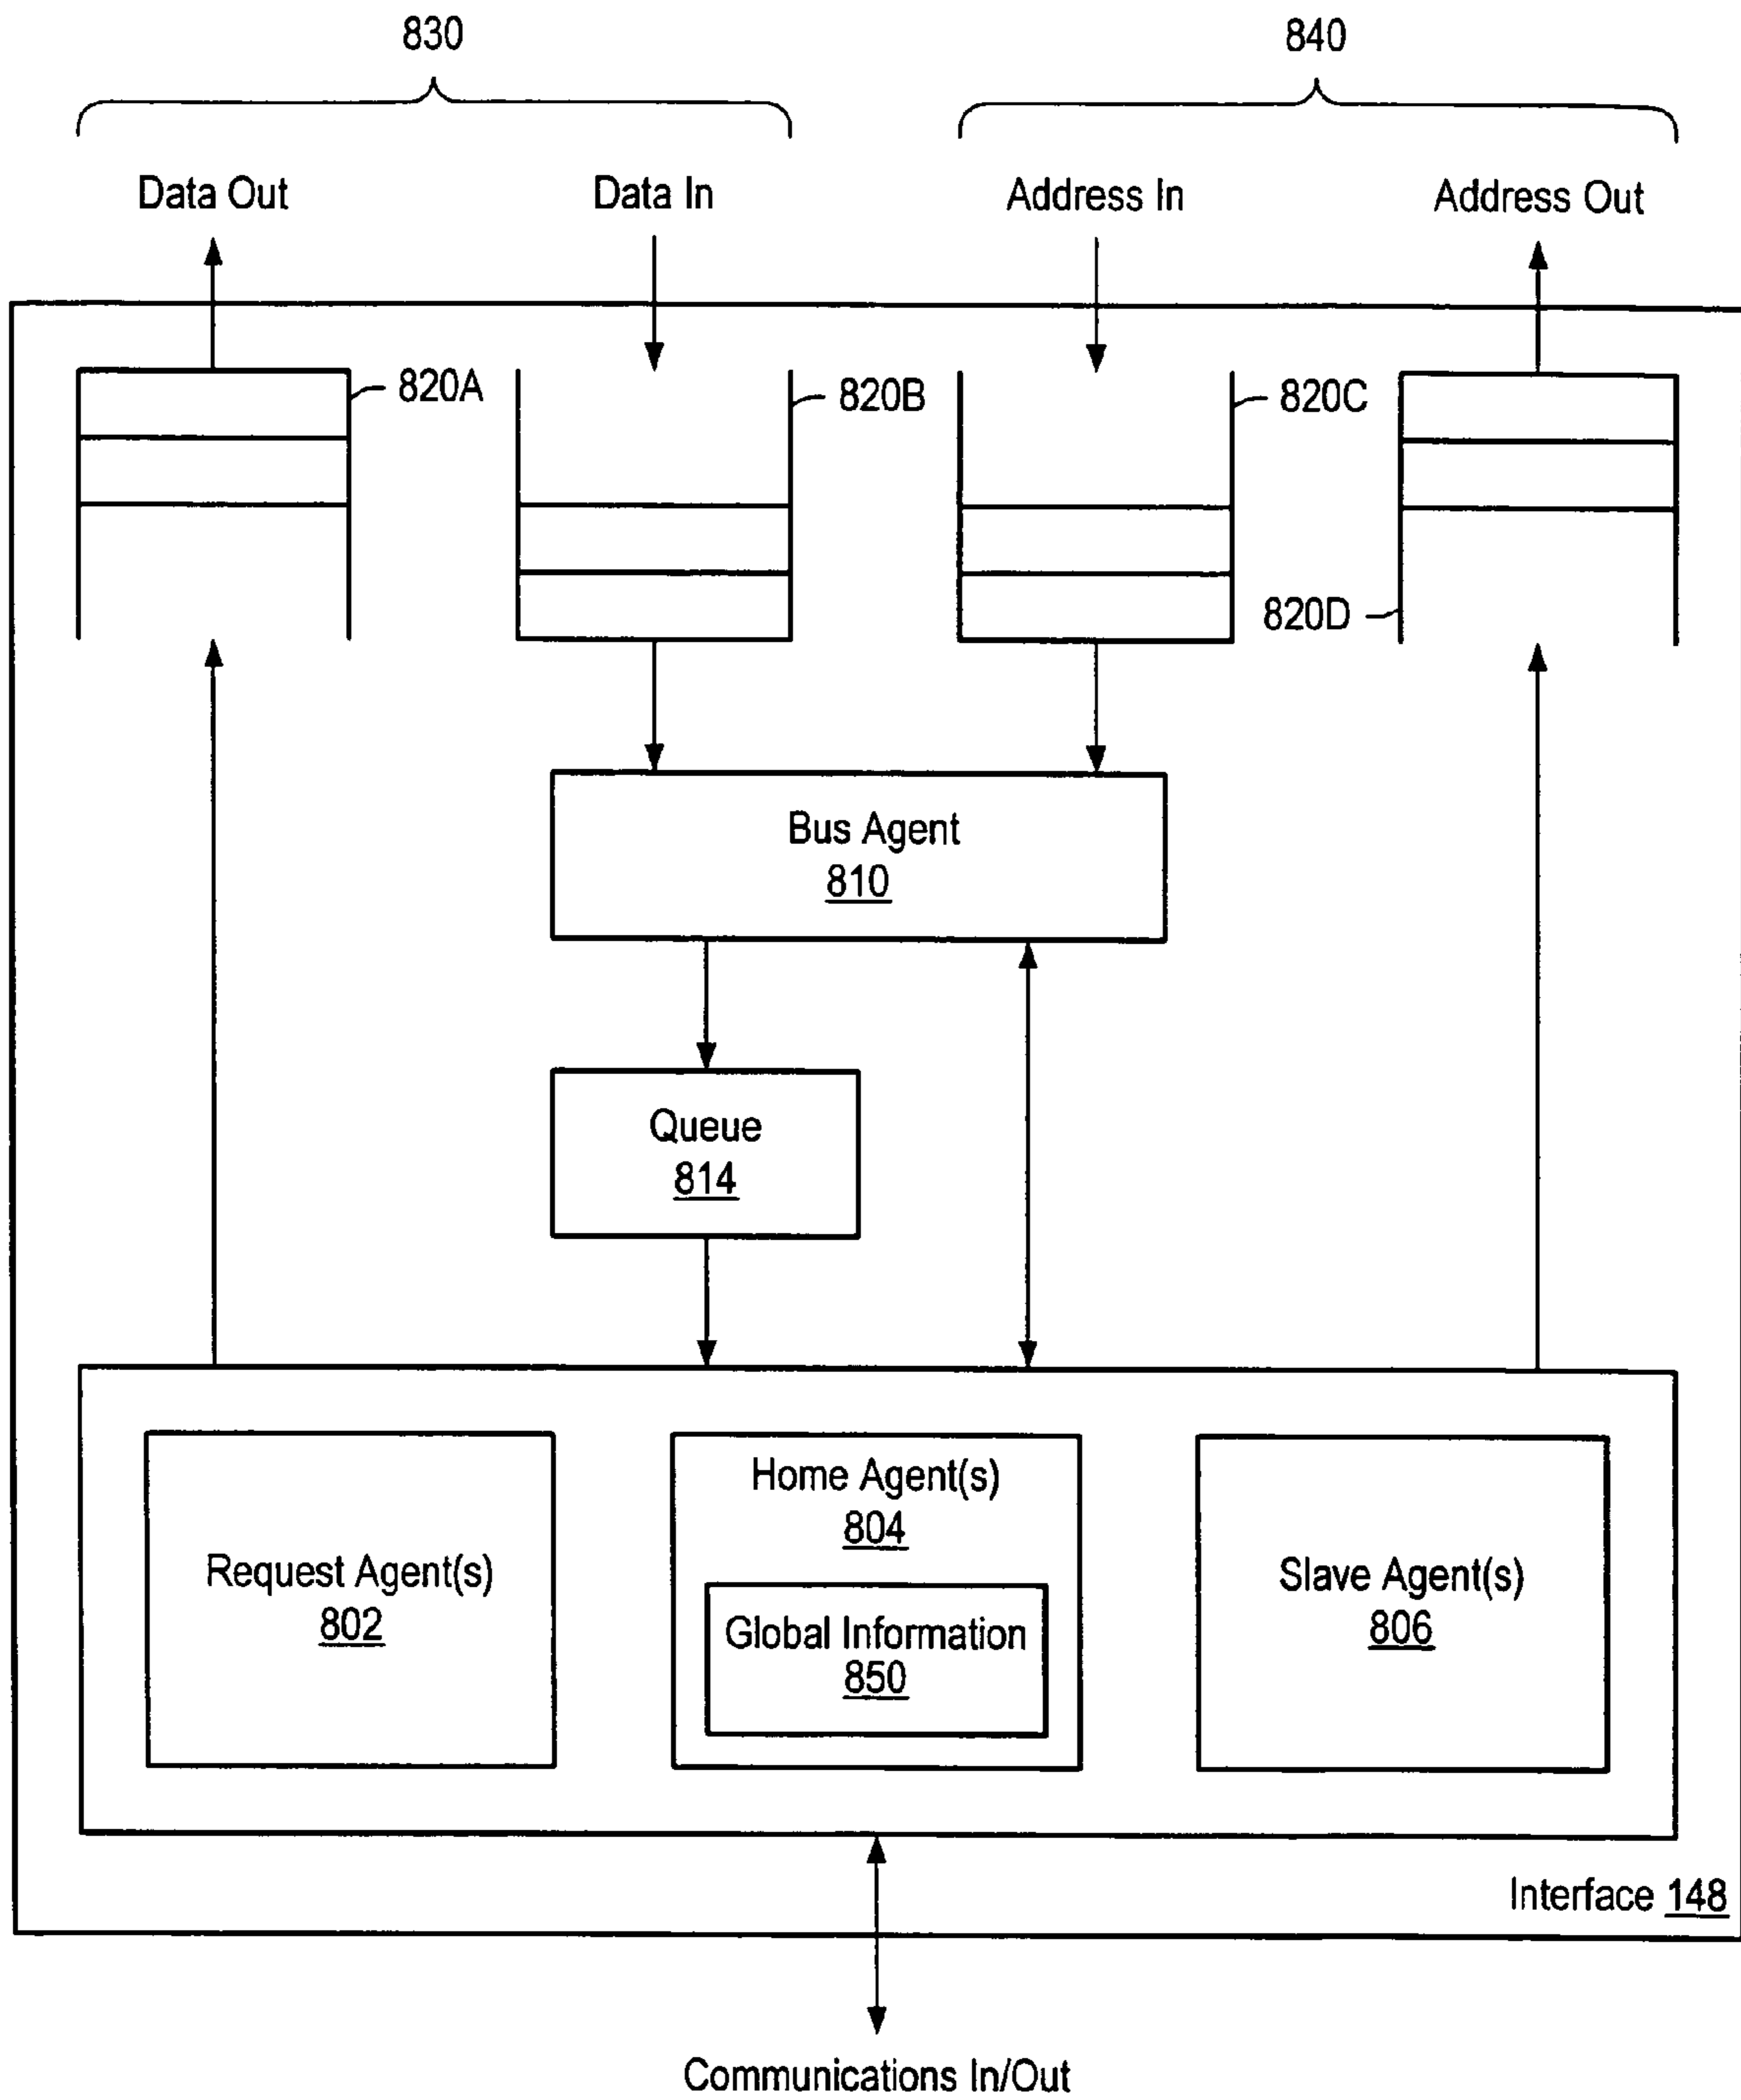 830
840
Data Out
Data In
Address In
Address Out
820A
820B
820C
820D
Bus Agent
810
Queue
814
Home Agent(s)
804
Request Agent(s)
802
Global Information
850
Slave Agent(s)
806
Interface 148
Communications In/Out